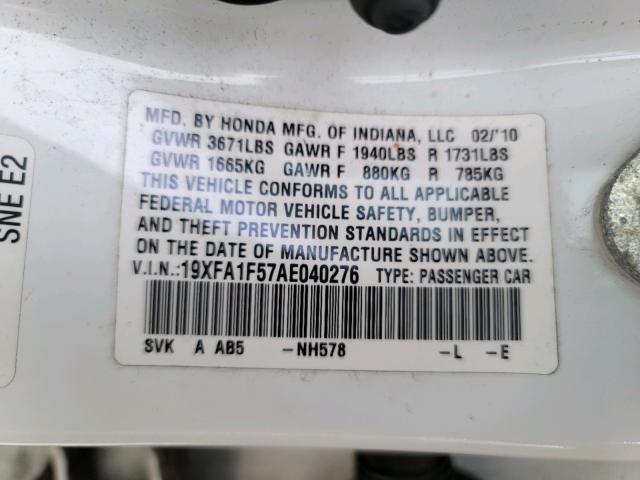 MFD. BY HONDA MFG. OF INDIANA, LLC 02/'10
GVWR 3671LBS GAWR F 1940LBS R 1731LBS
GVWR 1665KG GAWR F 880KG R 785KG
THIS VEHICLE CONFORMS TO ALL APPLICABLE
FEDERAL MOTOR VEHICLE SAFETY, BUMPER,
AND THEFT PREVENTION STANDARDS IN EFFECT
ON THE DATE OF MANUFACTURE SHOWN ABOVE.
V.I.N.:19XFA1F57AE040276 TYPE: PASSENGER CAR
SVK A AB5 -NH578 -L -E
SNE E2